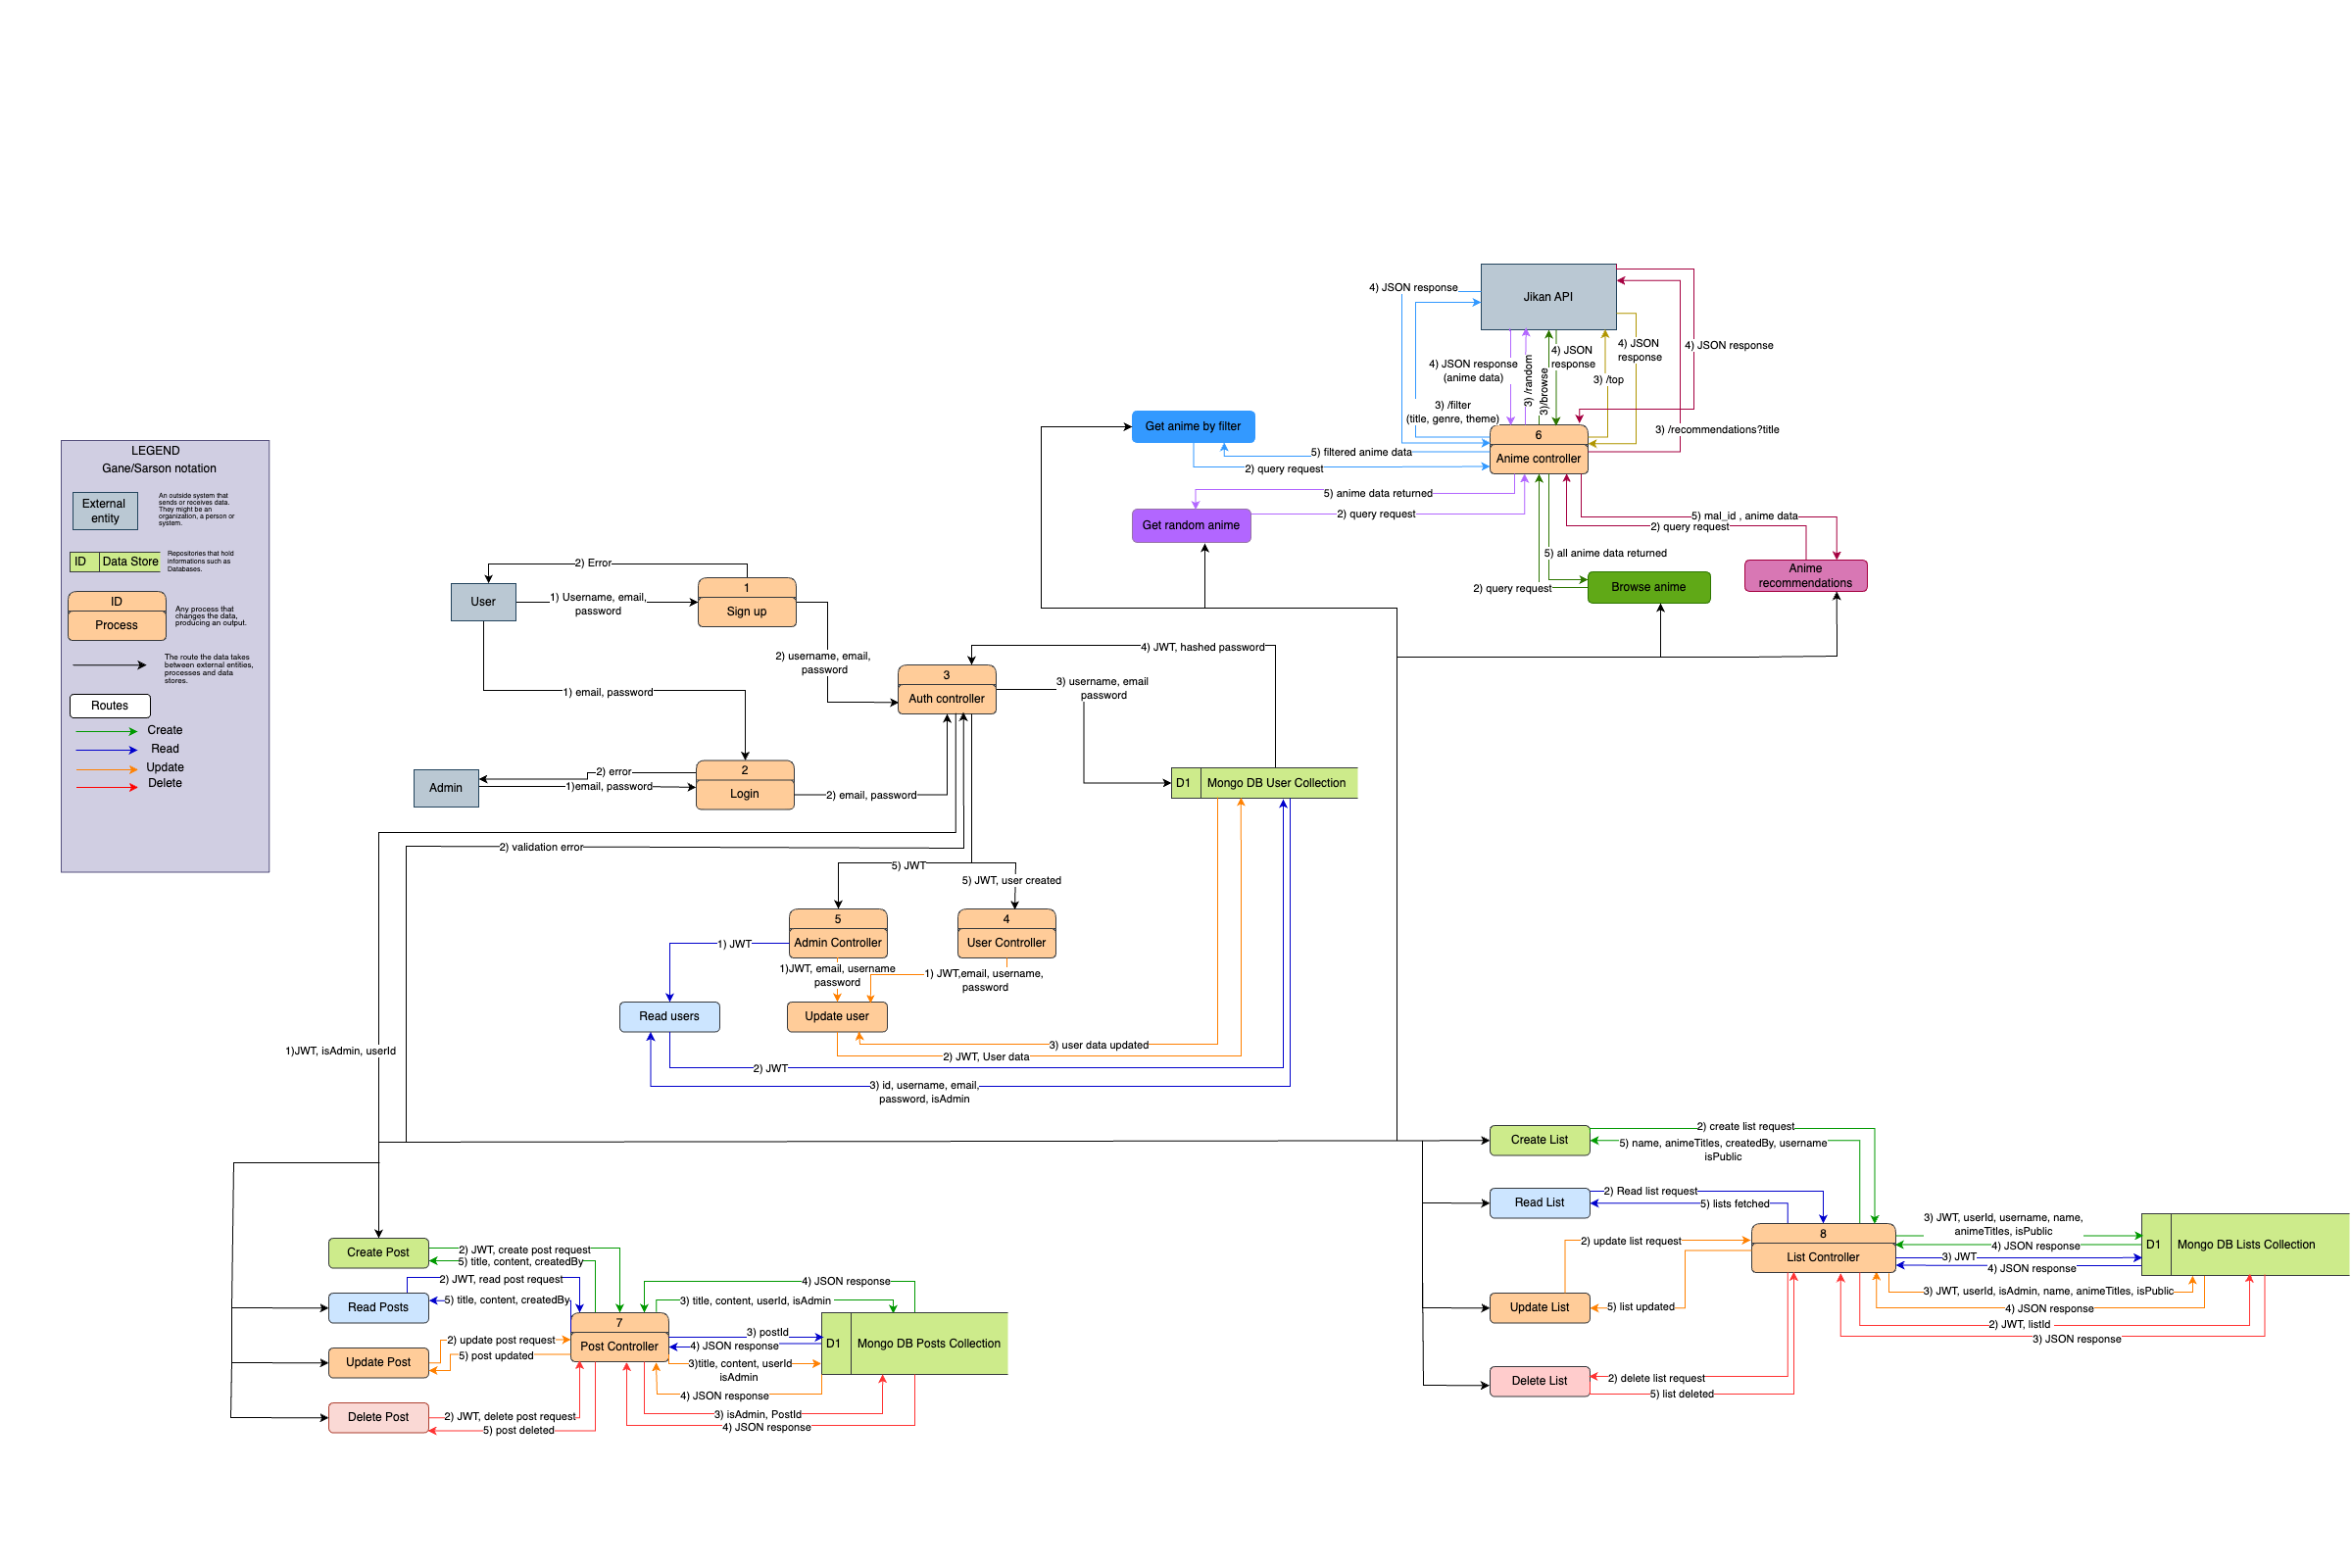 LEGEND
Gane/Sarson notation
External
entity
An outside system that
sends or receives data.
They might be an
organization, a person or
system.
ID
Data Store
Repositories that hold
informations such as
Databases.
ID
Process
Any process that
changes the data,
producing an output.
The route the data takes
between external entities,
processes and data
stores.
Routes
Create
Read
Update
Delete
Jikan API
4) JSON response
4) JSON response
(anime data)
3) /random
3)/browse
4) JSON
response
3) /top
4) JSON
response
4) JSON response
3) /filter
(title, genre, theme)
3) /recommendations?title
6
Anime controller
Get anime by filter
5) filtered anime data
2) query request
5) anime data returned
2) query request
Get random anime
5) mal_id , anime data
2) query request
5) all anime data returned
2) query request
Browse anime
Anime
recommendations
2) Error
User
1) Username, email,
password
1
Sign up
2) username, email,
password
1) email, password
3
Auth controller
4) JWT, hashed password
3) username, email
password
Admin
2) error
1)email, password
2
Login
2) email, password
D1
Mongo DB User Collection
2) validation error
5) JWT
5) JWT, user created
5
Admin Controller
4
User Controller
1) JWT
1)JWT, email, username
password
1) JWT,email, username,
password
Read users
Update user
3) user data updated
2) JWT, User data
2) JWT
3) id, username, email,
password, isAdmin
1)JWT, isAdmin, userId
Create Post
2) JWT, create post request
5) title, content, createdBy
2) JWT, read post request
Read Posts
5) title, content, createdBy
2) update post request
Update Post
5) post updated
Delete Post
2) JWT, delete post request
5) post deleted
7
Post Controller
4) JSON response
3) title, content, userId, isAdmin
3) postId
4) JSON response
3)title, content, userId
isAdmin
4) JSON response
3) isAdmin, PostId
4) JSON response
D1
Mongo DB Posts Collection
Create List
2) create list request
5) name, animeTitles, createdBy, username
isPublic
Read List
2) Read list request
5) lists fetched
2) update list request
Update List
5) list updated
Delete List
2) delete list request
5) list deleted
8
List Controller
3) JWT, userId, username, name,
animeTitles, isPublic
4) JSON response
3) JWT
4) JSON response
3) JWT, userId, isAdmin, name, animeTitles, isPublic
4) JSON response
2) JWT, listId
3) JSON response
D1
Mongo DB Lists Collection